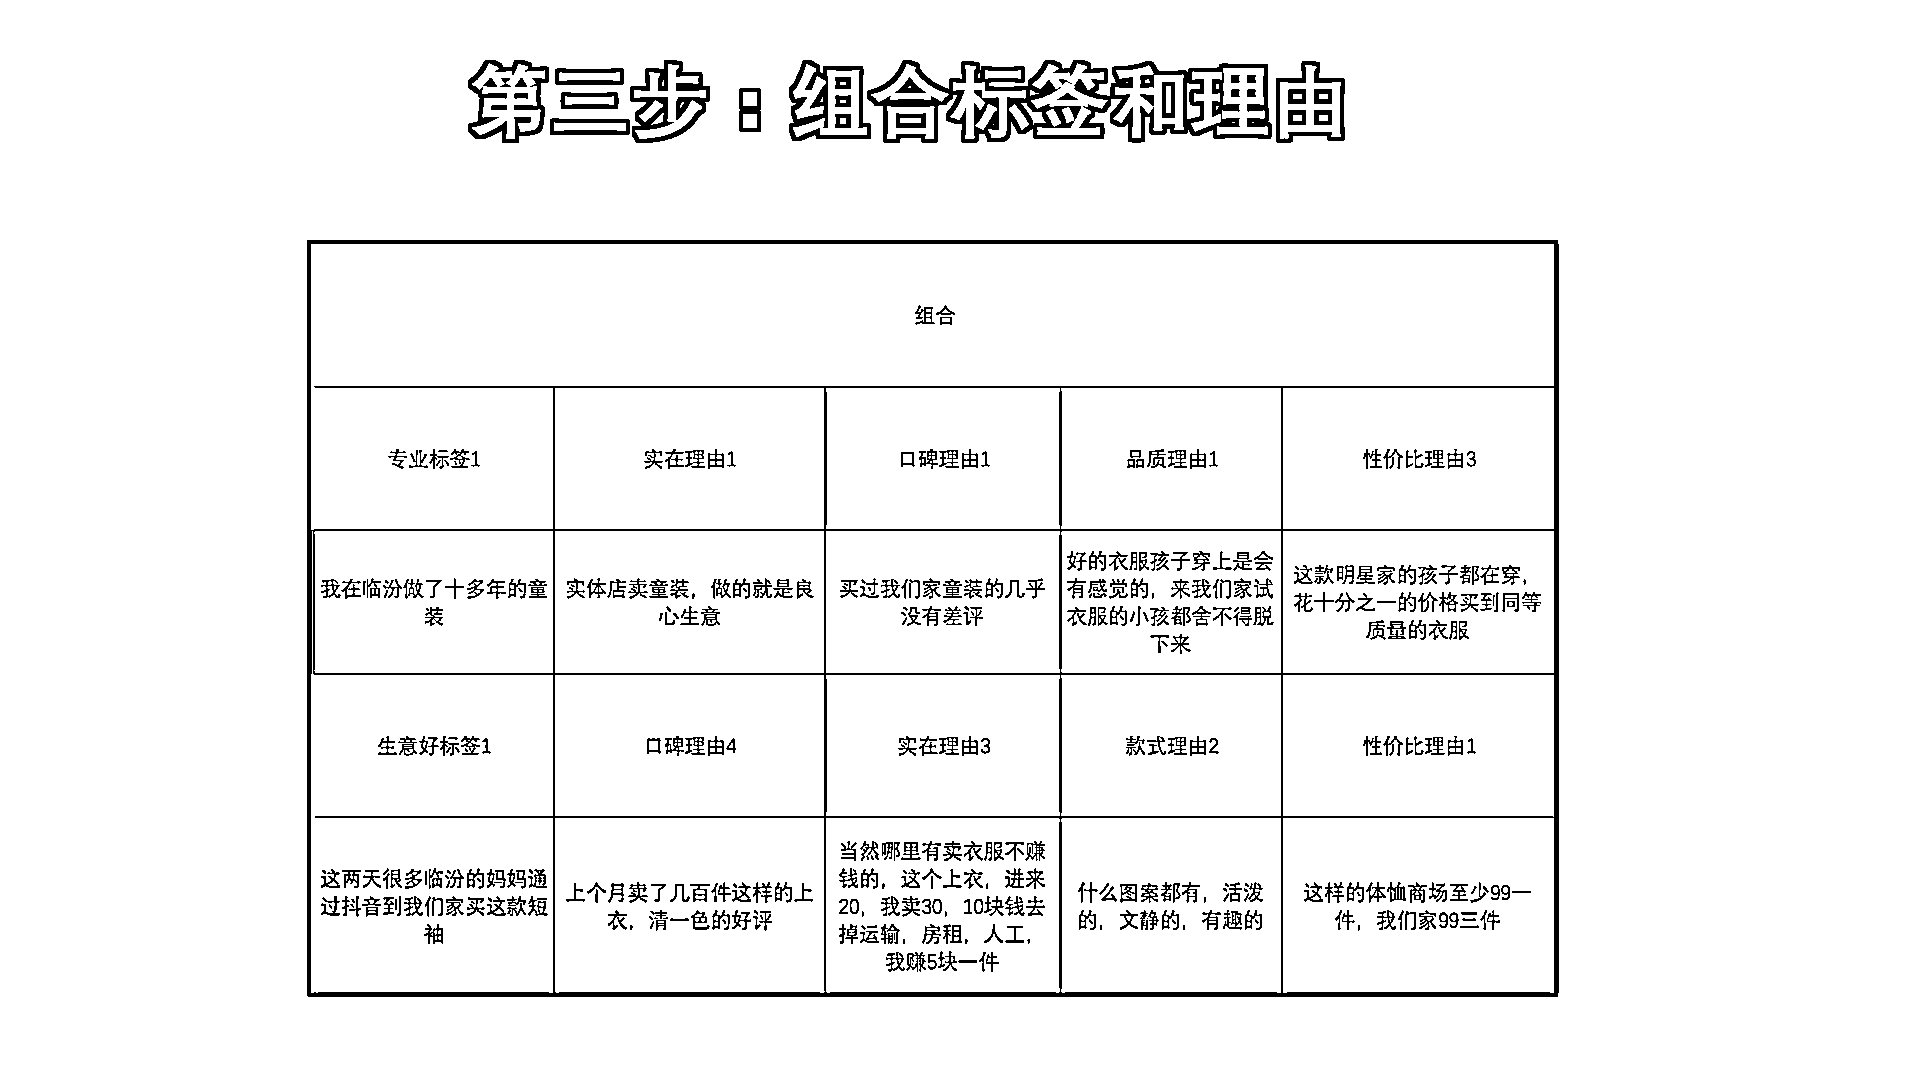 第三步：组合标签和理由
组合
专业标签1
实在理由1
口碑理由1
品质理由1
性价比理由3
我在临汾做了十多年的童
装
实体店卖童装，做的就是良
心生意
买过我们家童装的几乎
没有差评
好的衣服孩子穿上是会
有感觉的，来我们家试
衣服的小孩都舍不得脱
下来
这款明星家的孩子都在穿，
花十分之一的价格买到同等
质量的衣服
生意好标签1
口碑理由4
实在理由3
款式理由2
性价比理由1
这两天很多临汾的妈妈通
过抖音到我们家买这款短
袖
上个月卖了几百件这样的上
衣，清一色的好评
当然哪里有卖衣服不赚
钱的，这个上衣，进来
20，我卖30，10块钱去
掉运输，房租，人工，
我赚5块一件
什么图案都有，活泼
的，文静的，有趣的
这样的体恤商场至少99一
件，我们家99三件